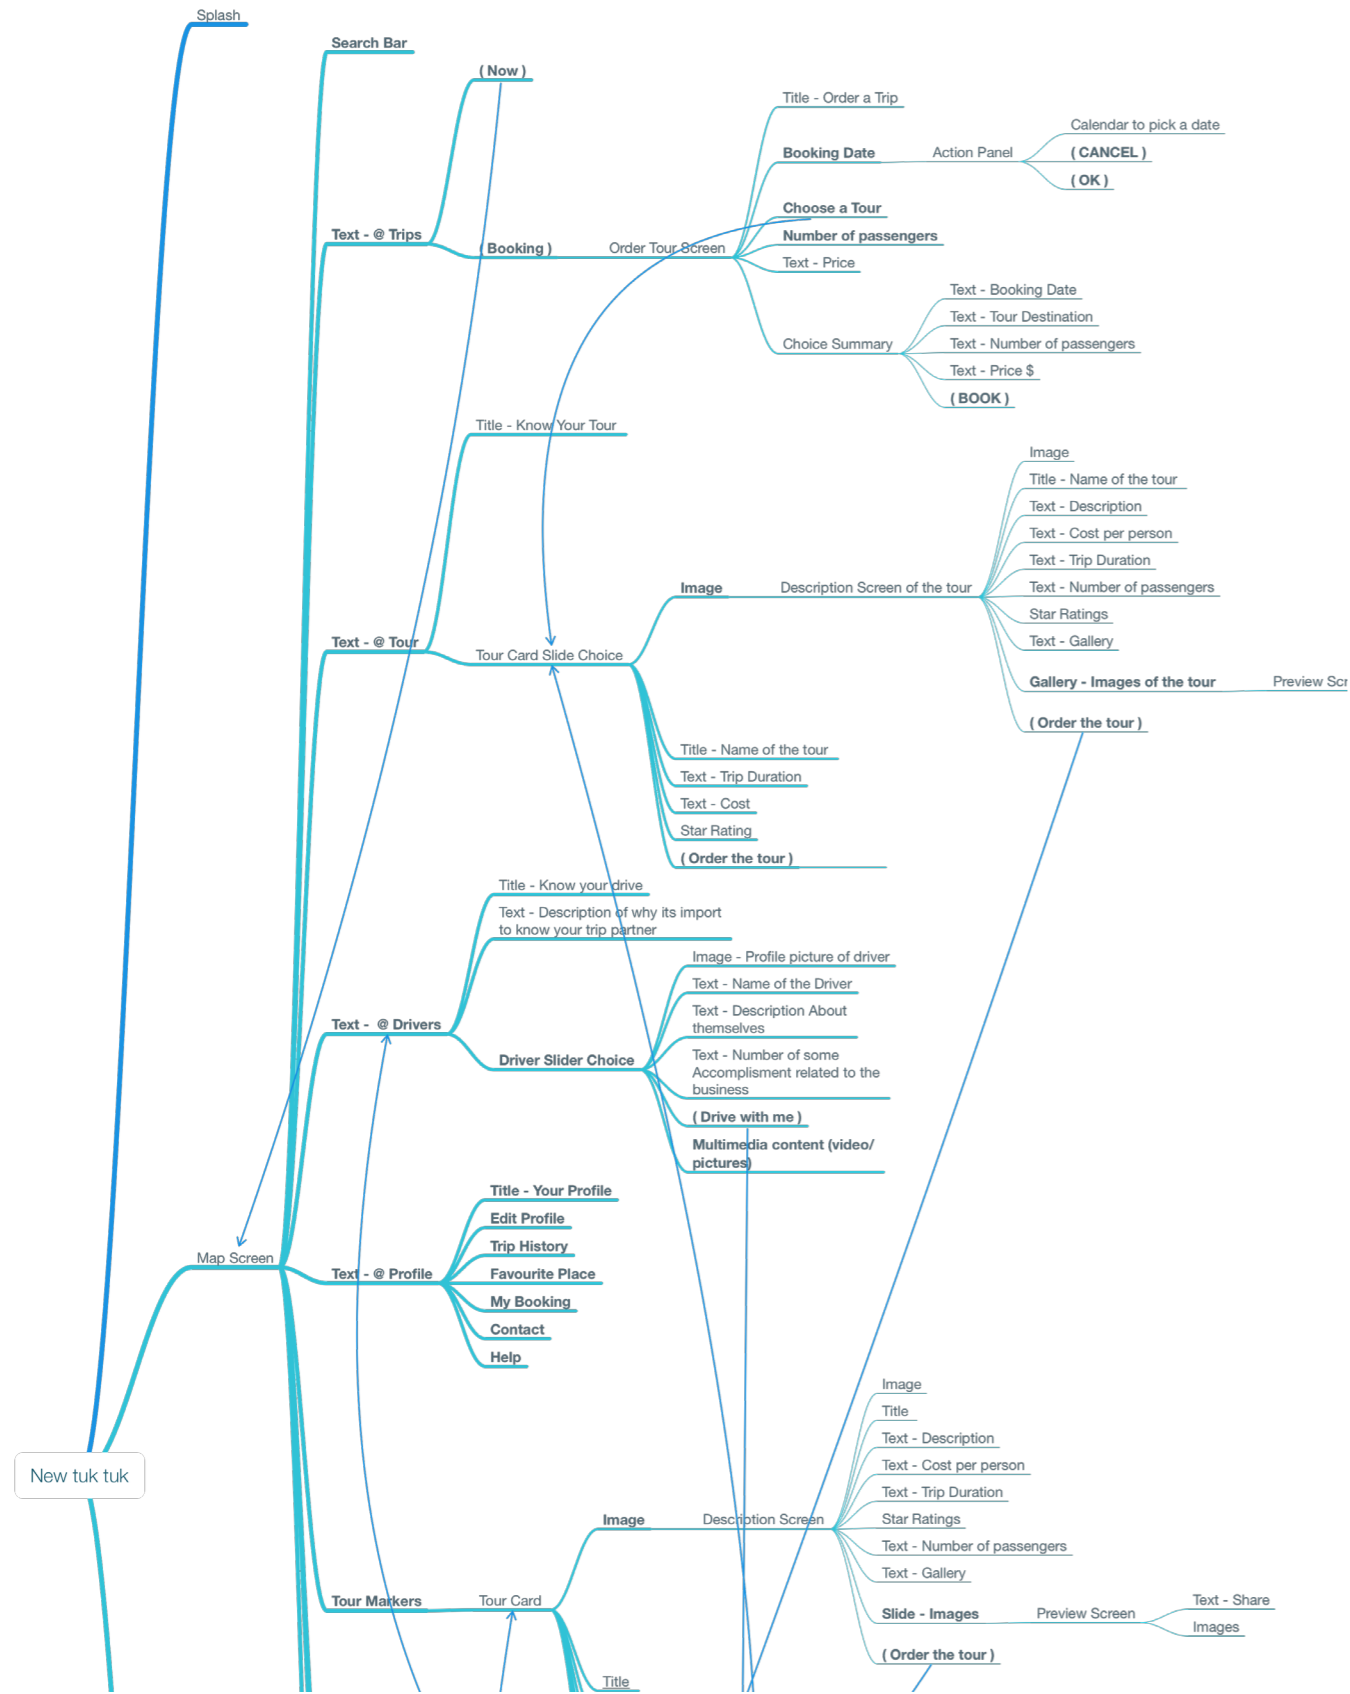 Splash
Search Bar
( Now )
Title - Order a Trip
Calendar to pick a date
Booking Date
Action Panel
( CANCEL )
( OK )
Choose a Tour
Text - @ Trips
Number of passengers
( Booking )
Order Tour Screen
Text - Price
Text - Booking Date
Text - Tour Destination
Choice Summary
Text - Number of passengers
Text - Price $
( BOOK )
Title - Know Your Tour
Image
Title - Name of the tour
Text - Description
Text - Cost per person
Text - Trip Duration
Image
Description Screen of the tour
Text - Number of passengers
Star Ratings
Text - @ Tour
Text - Gallery
Tour Card Slide Choice
Gallery - Images of the tour
Preview Scr
( Order the tour )
Title - Name of the tour
Text - Trip Duration
Text - Cost
Star Rating
( Order the tour )
Title - Know your drive
Text - Description of why its import
to know your trip partner
Image - Profile picture of driver
Text - Name of the Driver
Text - Description About
themselves
Text - @ Drivers
Driver Slider Choice
Text - Number of some
Accomplisment related to the
business
( Drive with me )
Multimedia content (video/
pictures)
Title - Your Profile
Edit Profile
Trip History
Map Screen
Text - @ Profile
Favourite Place
My Booking
Contact
Help
Image
Title
Text - Description
Text - Cost per person
New tuk tuk
Text - Trip Duration
Image
Description Screen
Star Ratings
Text - Number of passengers
Text - Gallery
Tour Markers
Tour Card
Slide - Images
Preview Screen
Text - Share
Images
( Order the tour )
Title